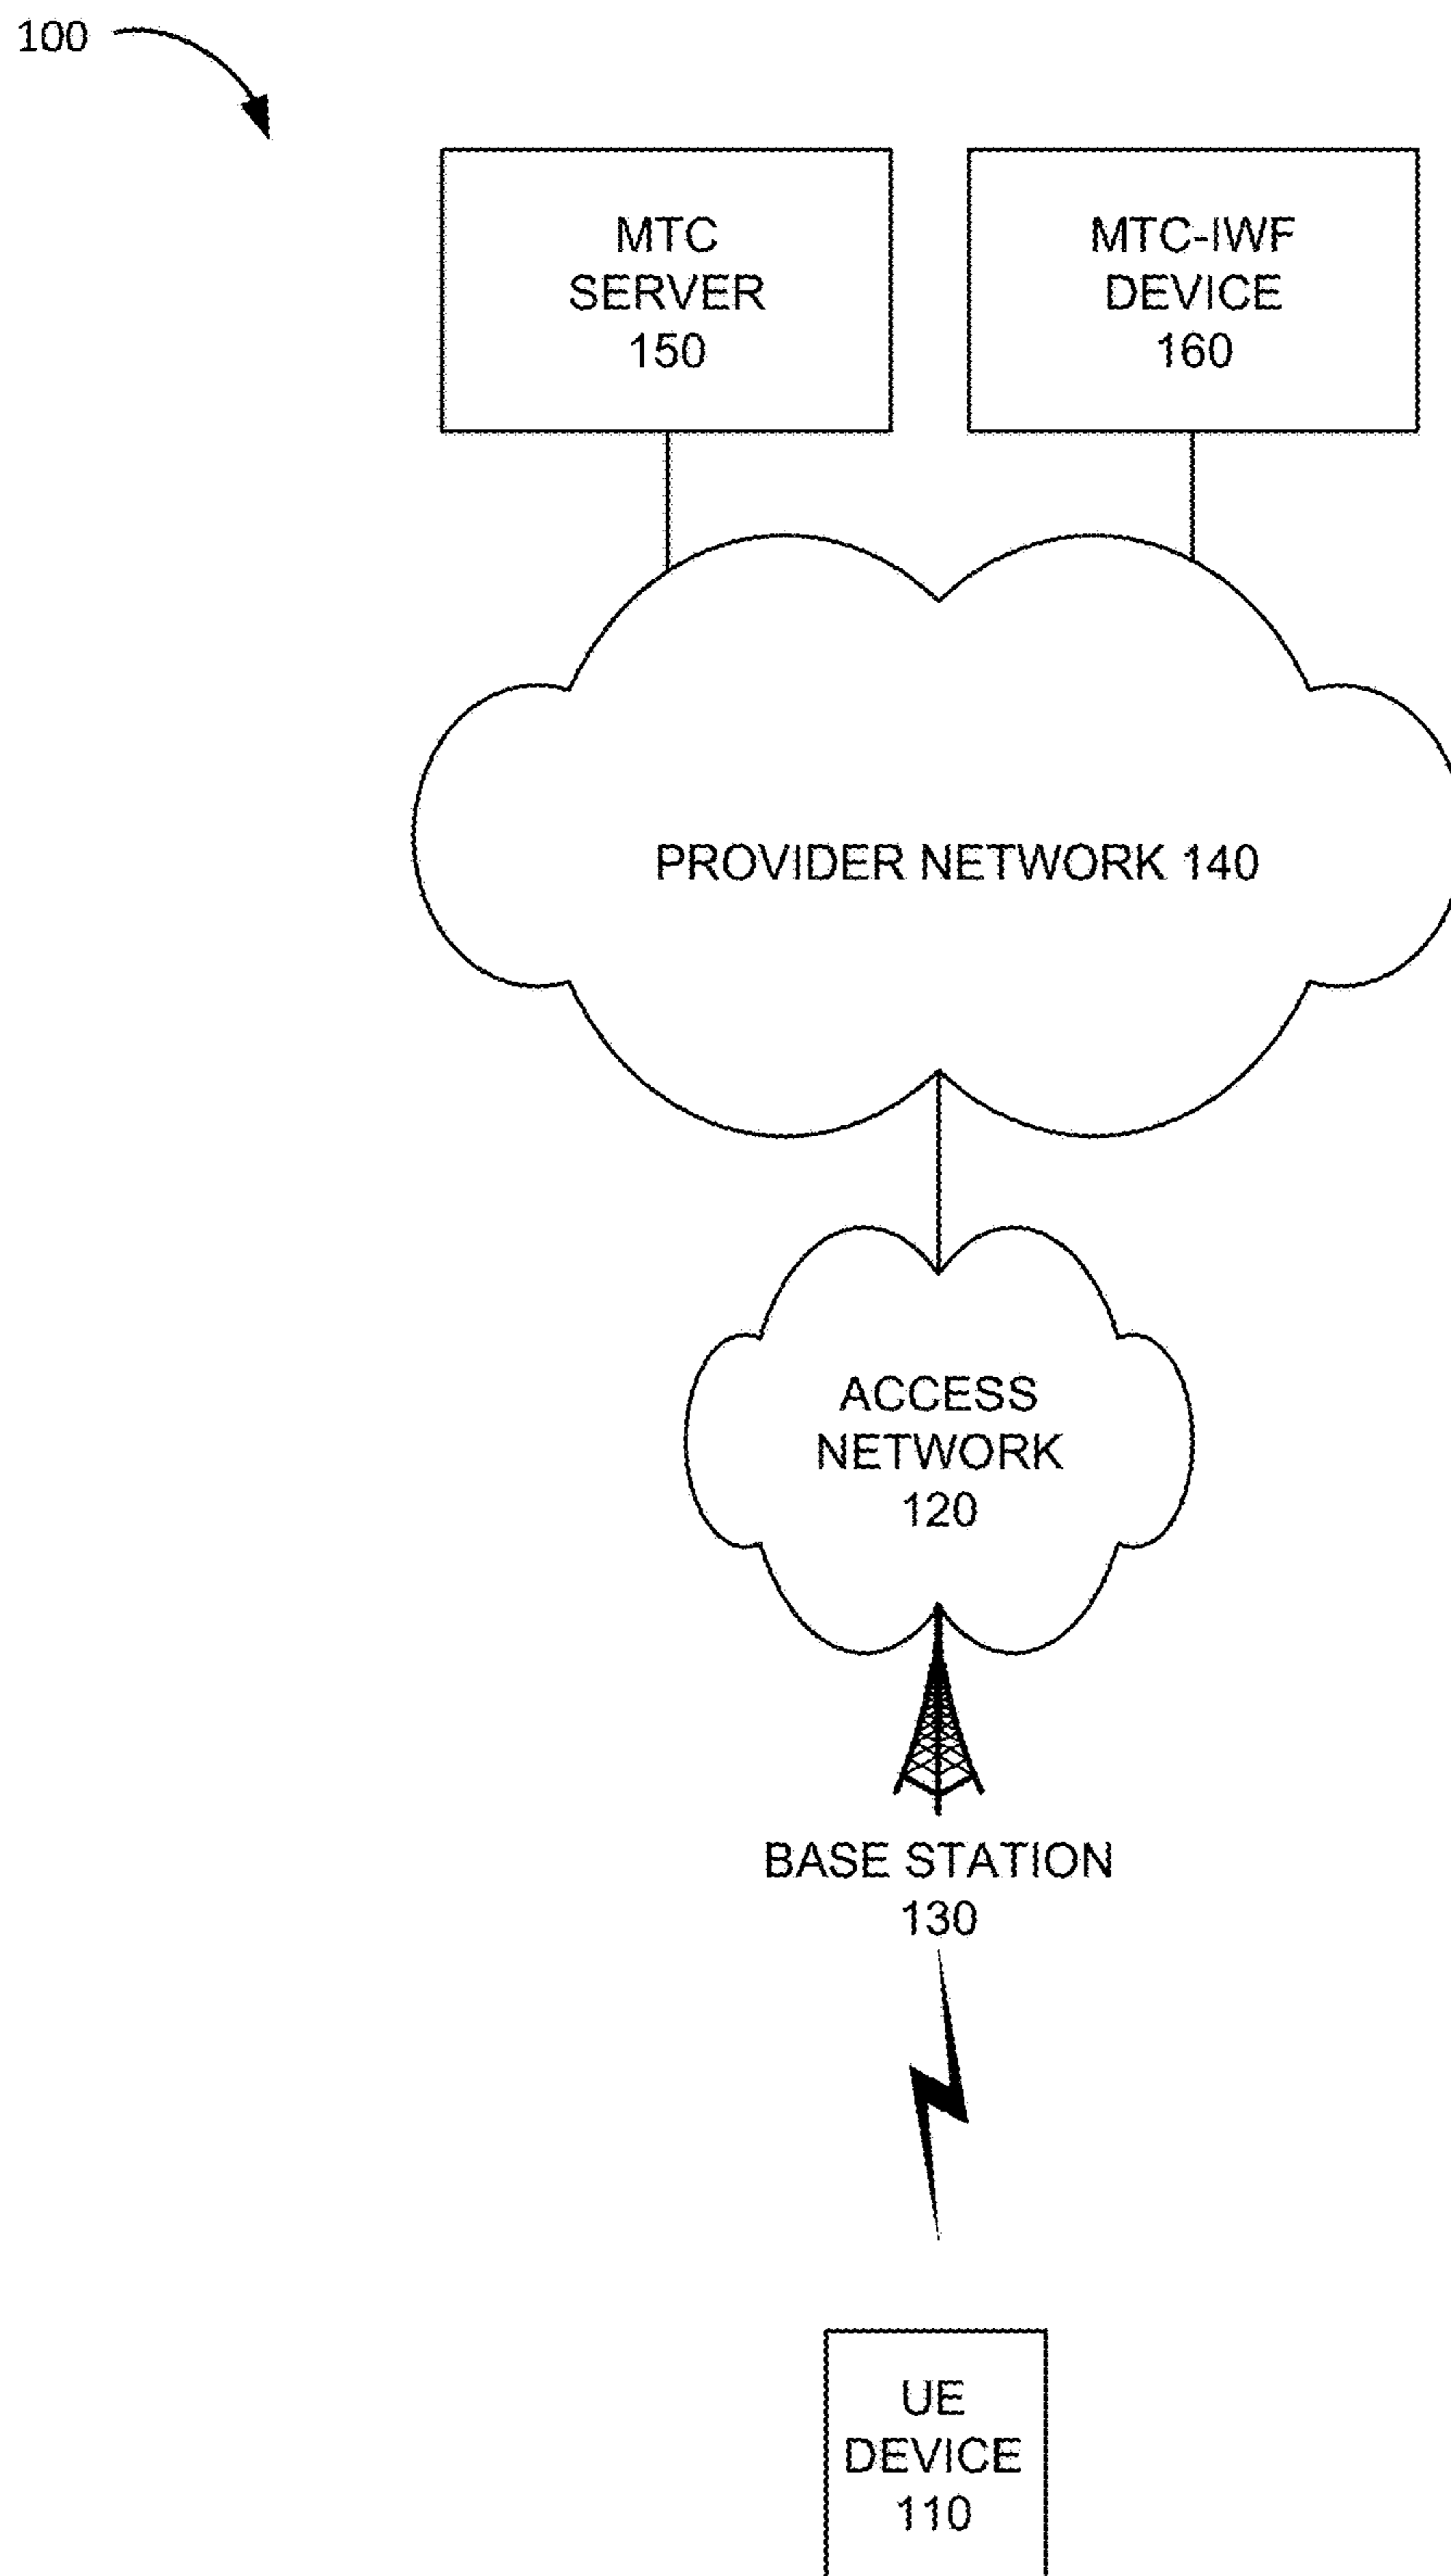 100
MTC
SERVER
150
MTC-IWF
DEVICE
160
PROVIDER NETWORK 140
ACCESS
NETWORK
120
BASE STATION
130
UE
DEVICE
110